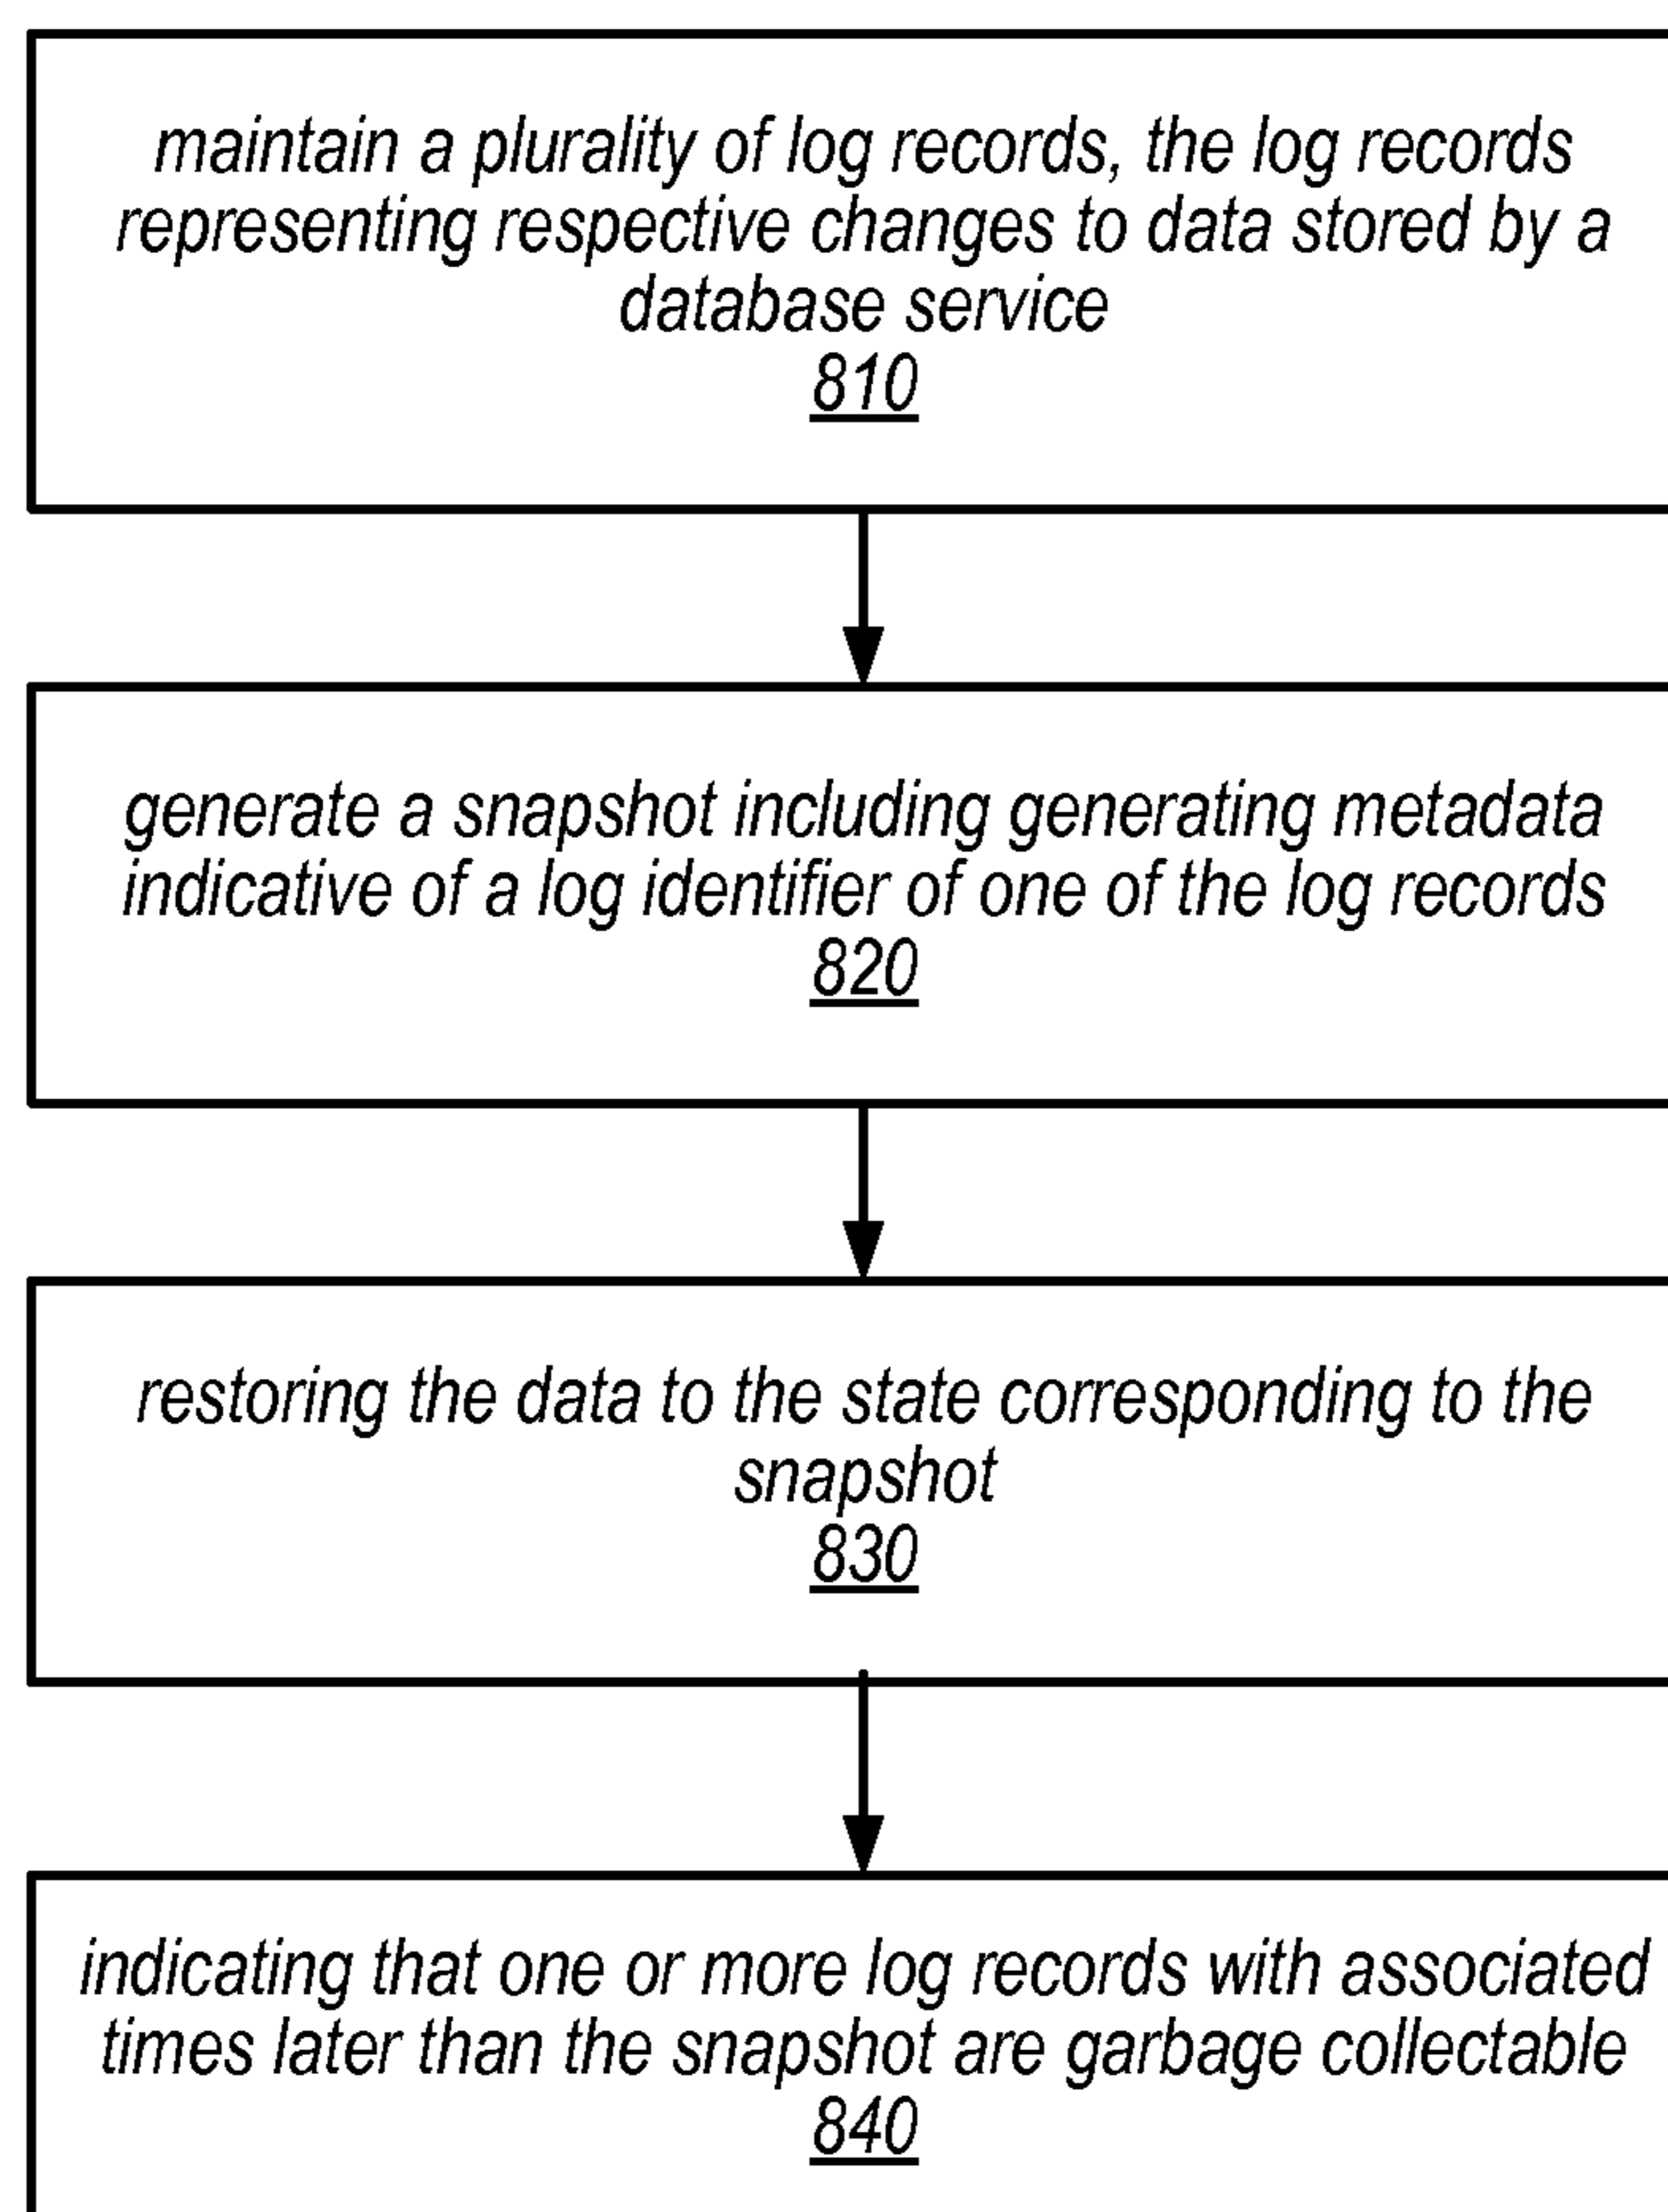 maintain a plurality of log records, the log records
representing respective changes to data stored by a
database service
810
generate a snapshot including generating metadata
indicative of a log identifier of one of the log records
820
restoring the data to the state corresponding to the
snapshot
830
indicating that one or more log records with associated
times later than the snapshot are garbage collectable
840